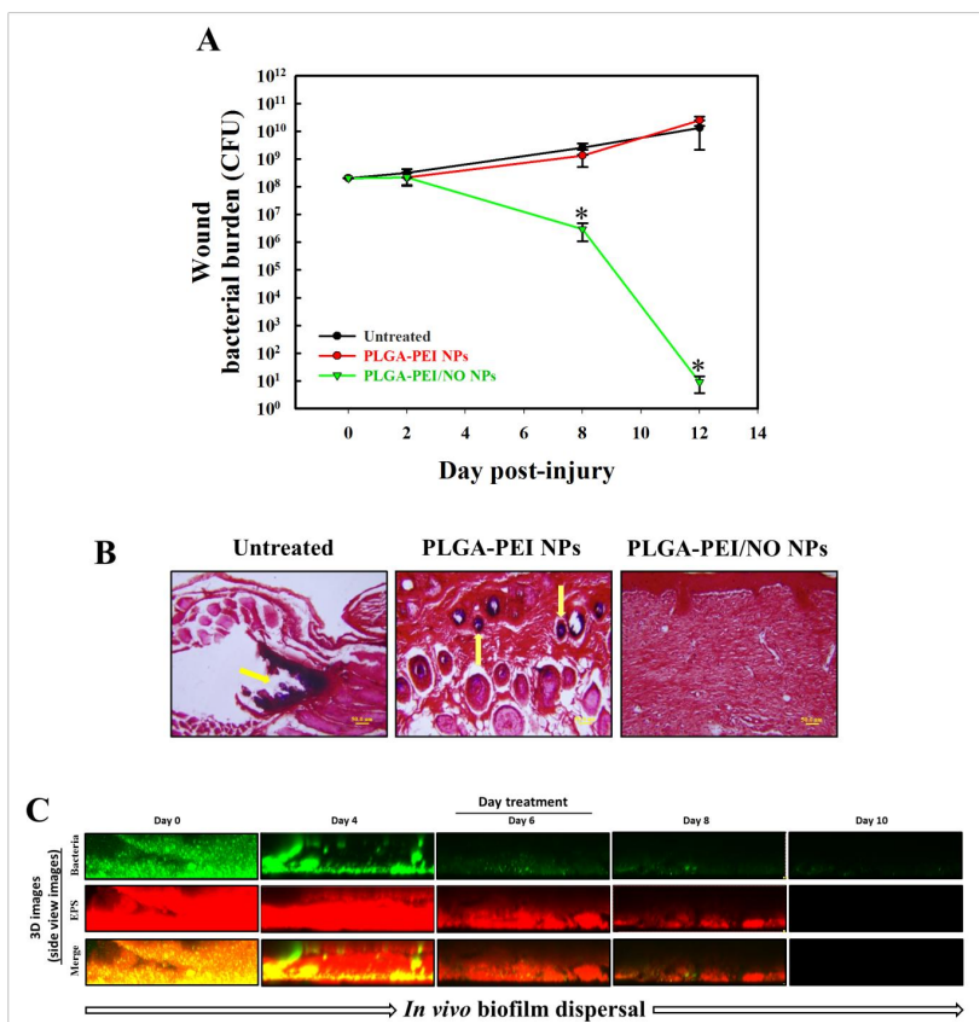 A
10¹²
10¹¹
10¹⁰
10⁹
10⁸
10⁷
10⁶
10⁵
10⁴
10³
10²
10¹
10⁰
Wound
bacterial burden (CFU)
*
*
Untreated
PLGA-PEI NPs
PLGA-PEI/NO NPs
0 2 4 6 8 10 12 14
Day post-injury
B
Untreated PLGA-PEI NPs PLGA-PEI/NO NPs
C
Day treatment
Day 0 Day 4 Day 6 Day 8 Day 10
3D images
(side view images)
Bacteria
EPS
Merge
In vivo biofilm dispersal